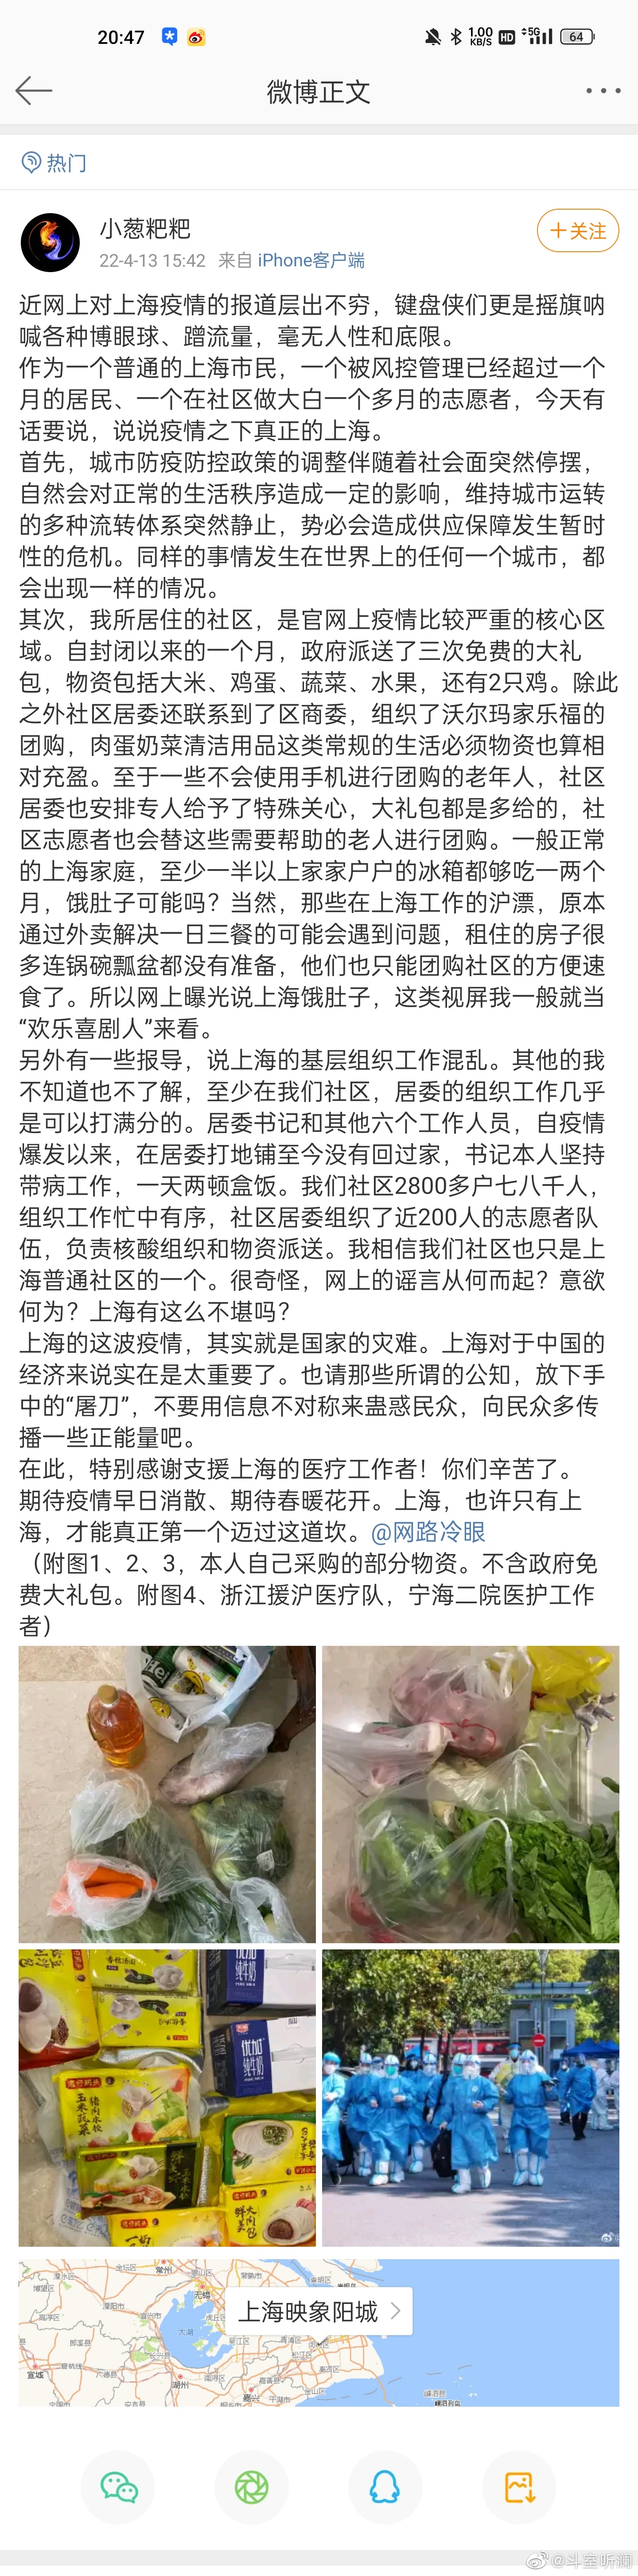 20:47
1.00 KB/S HD 5G 64
微博正文
热门
小葱粑粑
+关注
22-4-13 15:42 来自 iPhone客户端
近网上对上海疫情的报道层出不穷，键盘侠们更是摇旗呐
喊各种博眼球、蹭流量，毫无人性和底限。
作为一个普通的上海市民，一个被风控管理已经超过一个
月的居民、一个在社区做大白一个多月的志愿者，今天有
话要说，说说疫情之下真正的上海。
首先，城市防疫防控政策的调整伴随着社会面突然停摆，
自然会对正常的生活秩序造成一定的影响，维持城市运转
的多种流转体系突然静止，势必会造成供应保障发生暂时
性的危机。同样的事情发生在世界上的任何一个城市，都
会出现一样的情况。
其次，我所居住的社区，是官网上疫情比较严重的核心区
域。自封闭以来的一个月，政府派送了三次免费的大礼
包，物资包括大米、鸡蛋、蔬菜、水果，还有2只鸡。除此
之外社区居委还联系到了区商委，组织了沃尔玛家乐福的
团购，肉蛋奶菜清洁用品这类常规的生活必须物资也算相
对充盈。至于一些不会使用手机进行团购的老年人，社区
居委也安排专人给予了特殊关心，大礼包都是多给的，社
区志愿者也会替这些需要帮助的老人进行团购。一般正常
的上海家庭，至少一半以上家家户户的冰箱都够吃一两个
月，饿肚子可能吗？当然，那些在上海工作的沪漂，原本
通过外卖解决一日三餐的可能会遇到问题，租住的房子很
多连锅碗瓢盆都没有准备，他们也只能团购社区的方便速
食了。所以网上曝光说上海饿肚子，这类视屏我一般就当
“欢乐喜剧人”来看。
另外有一些报导，说上海的基层组织工作混乱。其他的我
不知道也不了解，至少在我们社区，居委的组织工作几乎
是可以打满分的。居委书记和其他六个工作人员，自疫情
爆发以来，在居委打地铺至今没有回过家，书记本人坚持
带病工作，一天两顿盒饭。我们社区2800多户七八千人，
组织工作忙中有序，社区居委组织了近200人的志愿者队
伍，负责核酸组织和物资派送。我相信我们社区也只是上
海普通社区的一个。很奇怪，网上的谣言从何而起？意欲
何为？上海有这么不堪吗？
上海的这波疫情，其实就是国家的灾难。上海对于中国的
经济来说实在是太重要了。也请那些所谓的公知，放下手
中的“屠刀”，不要用信息不对称来蛊惑民众，向民众多传
播一些正能量吧。
在此，特别感谢支援上海的医疗工作者！你们辛苦了。
期待疫情早日消散、期待春暖花开。上海，也许只有上
海，才能真正第一个迈过这道坎。@网路冷眼
（附图1、2、3，本人自己采购的部分物资。不含政府免
费大礼包。附图4、浙江援沪医疗队，宁海二院医护工作
者）
纯牛奶
优加
纯牛奶
玉米蔬菜
猪肉水饺
大肉包
上海映象阳城
常州
无锡
太湖
湖州
宣城
嘉兴
@斗室听澜